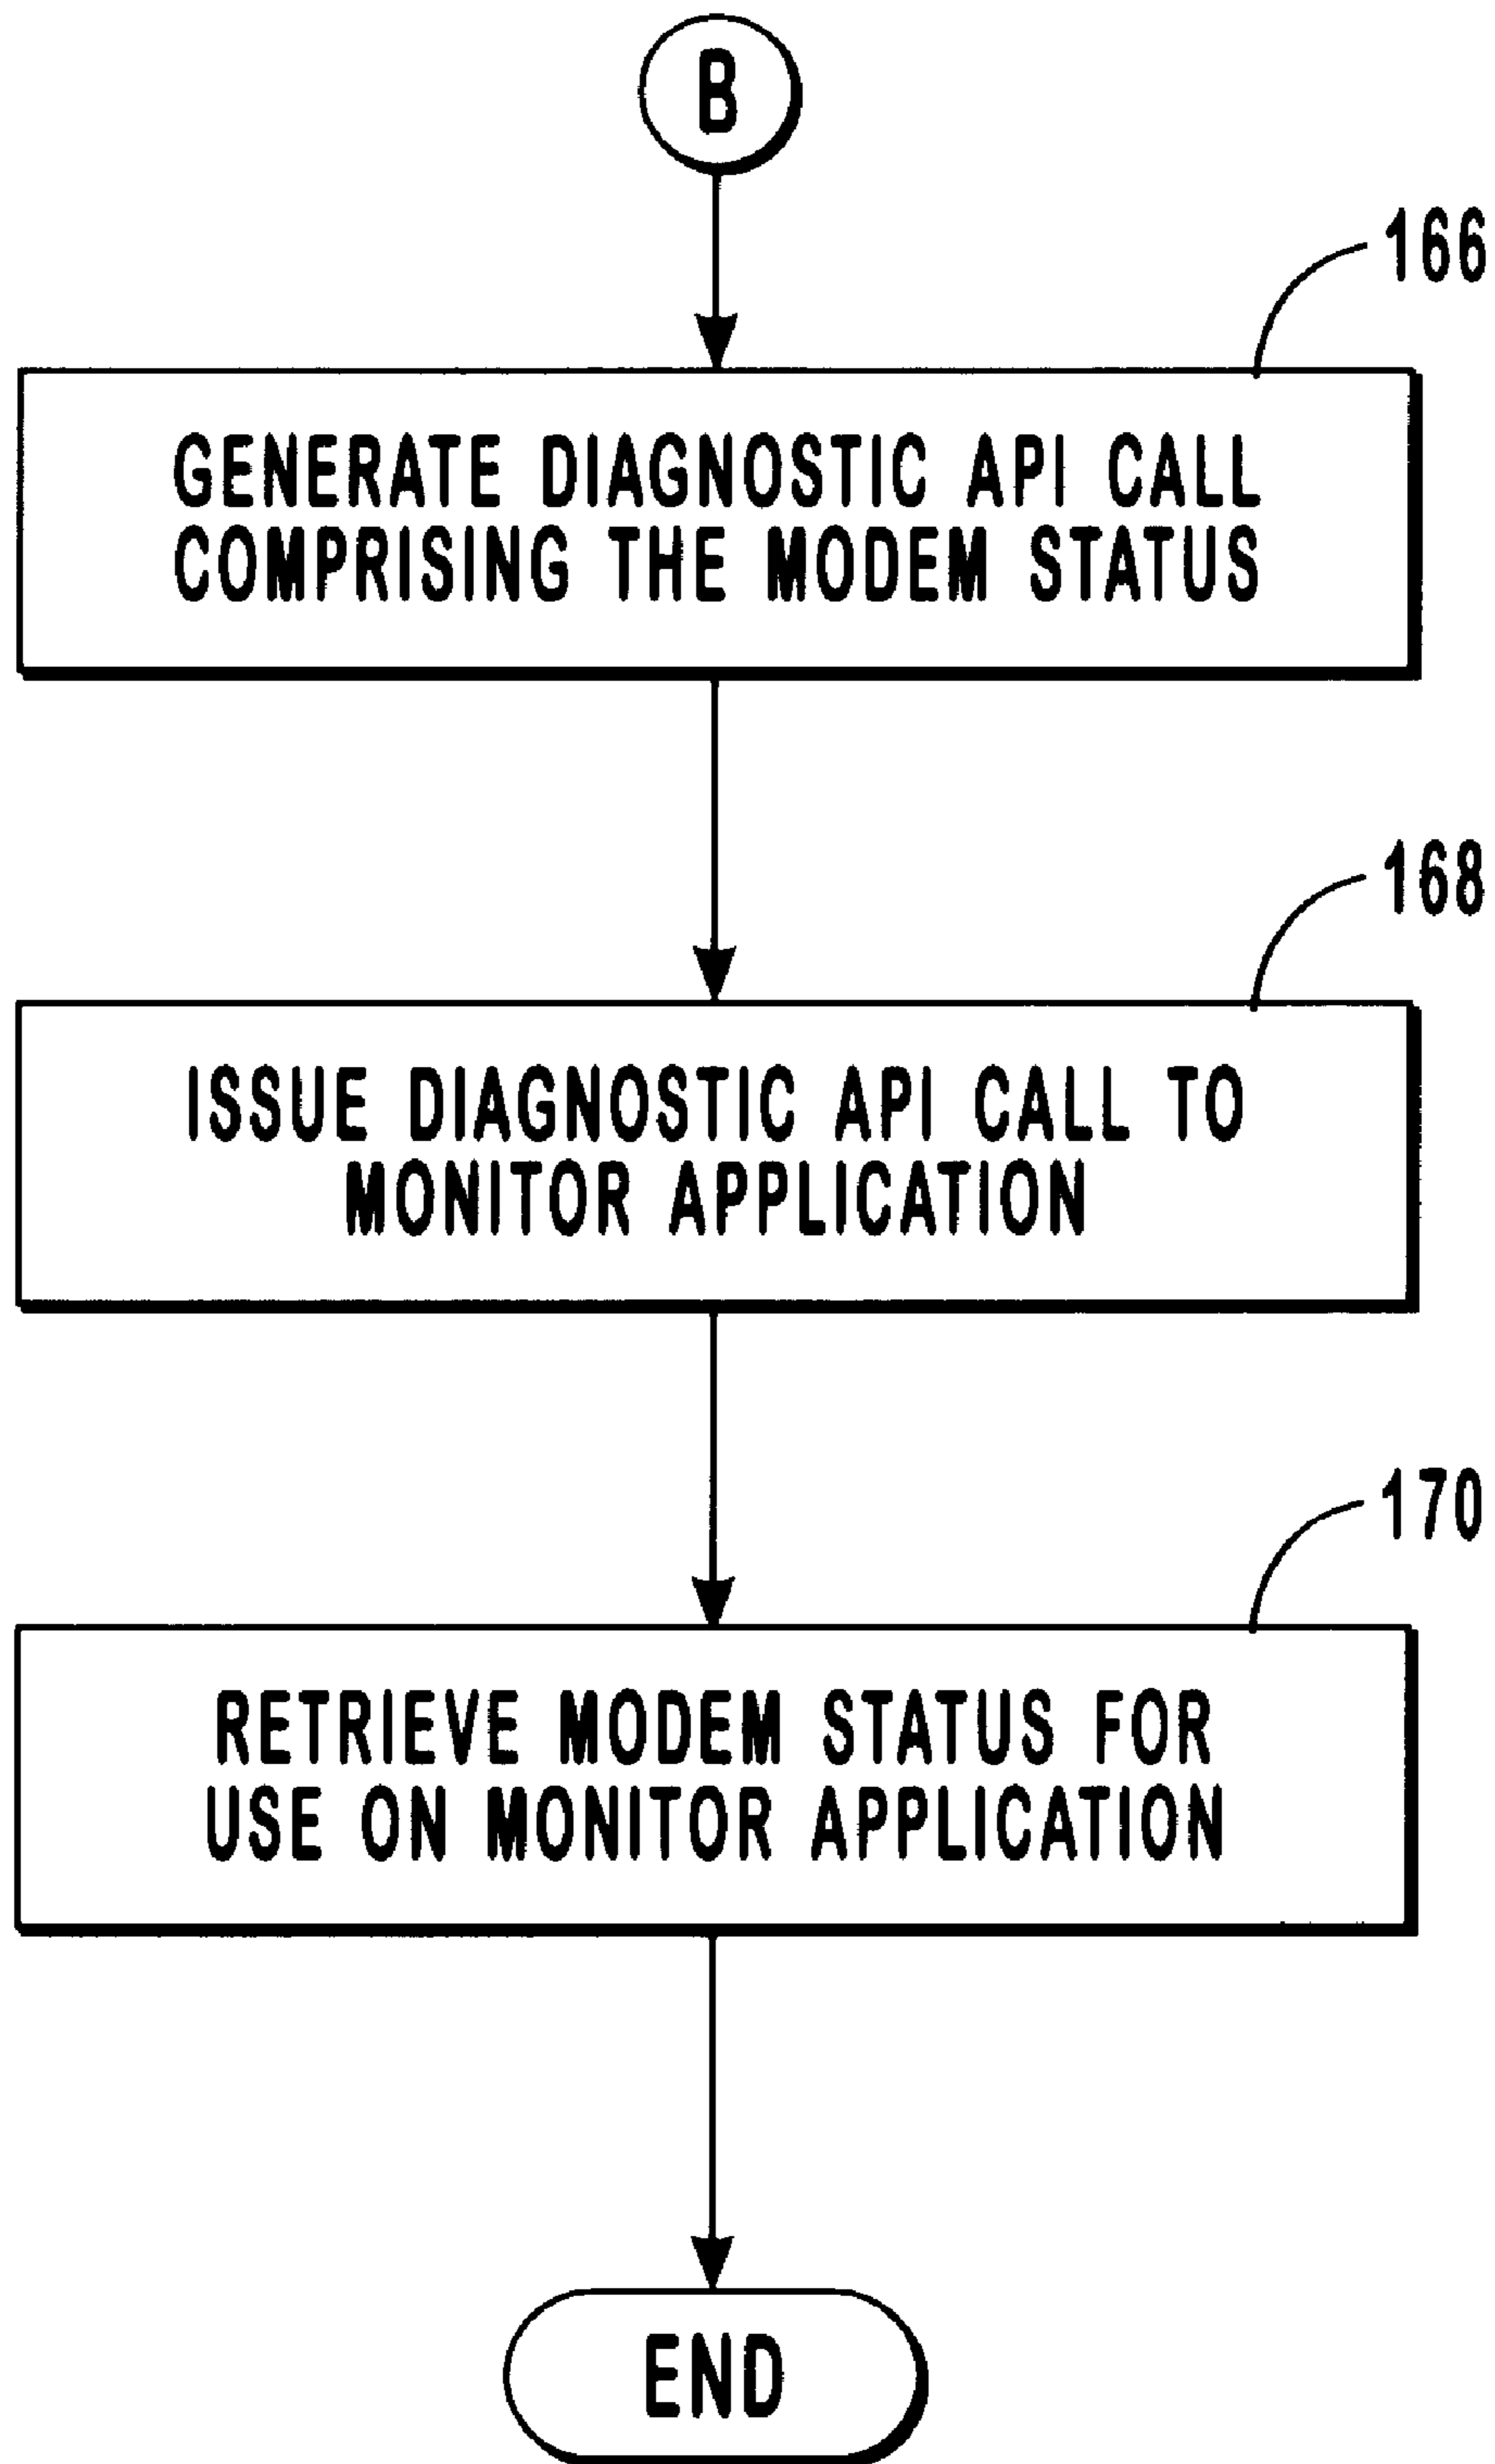 B
166
GENERATE DIAGNOSTIC API CALL
COMPRISING THE MODEM STATUS
168
ISSUE DIAGNOSTIC API CALL TO
MONITOR APPLICATION
170
RETRIEVE MODEM STATUS FOR
USE ON MONITOR APPLICATION
END